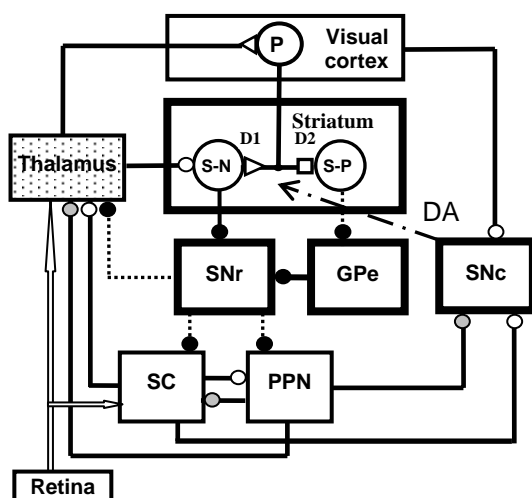 P
Visual
cortex
D1
Striatum
D2
Thalamus
S-N
S-P
DA
SNr
GPe
SNc
SC
PPN
Retina